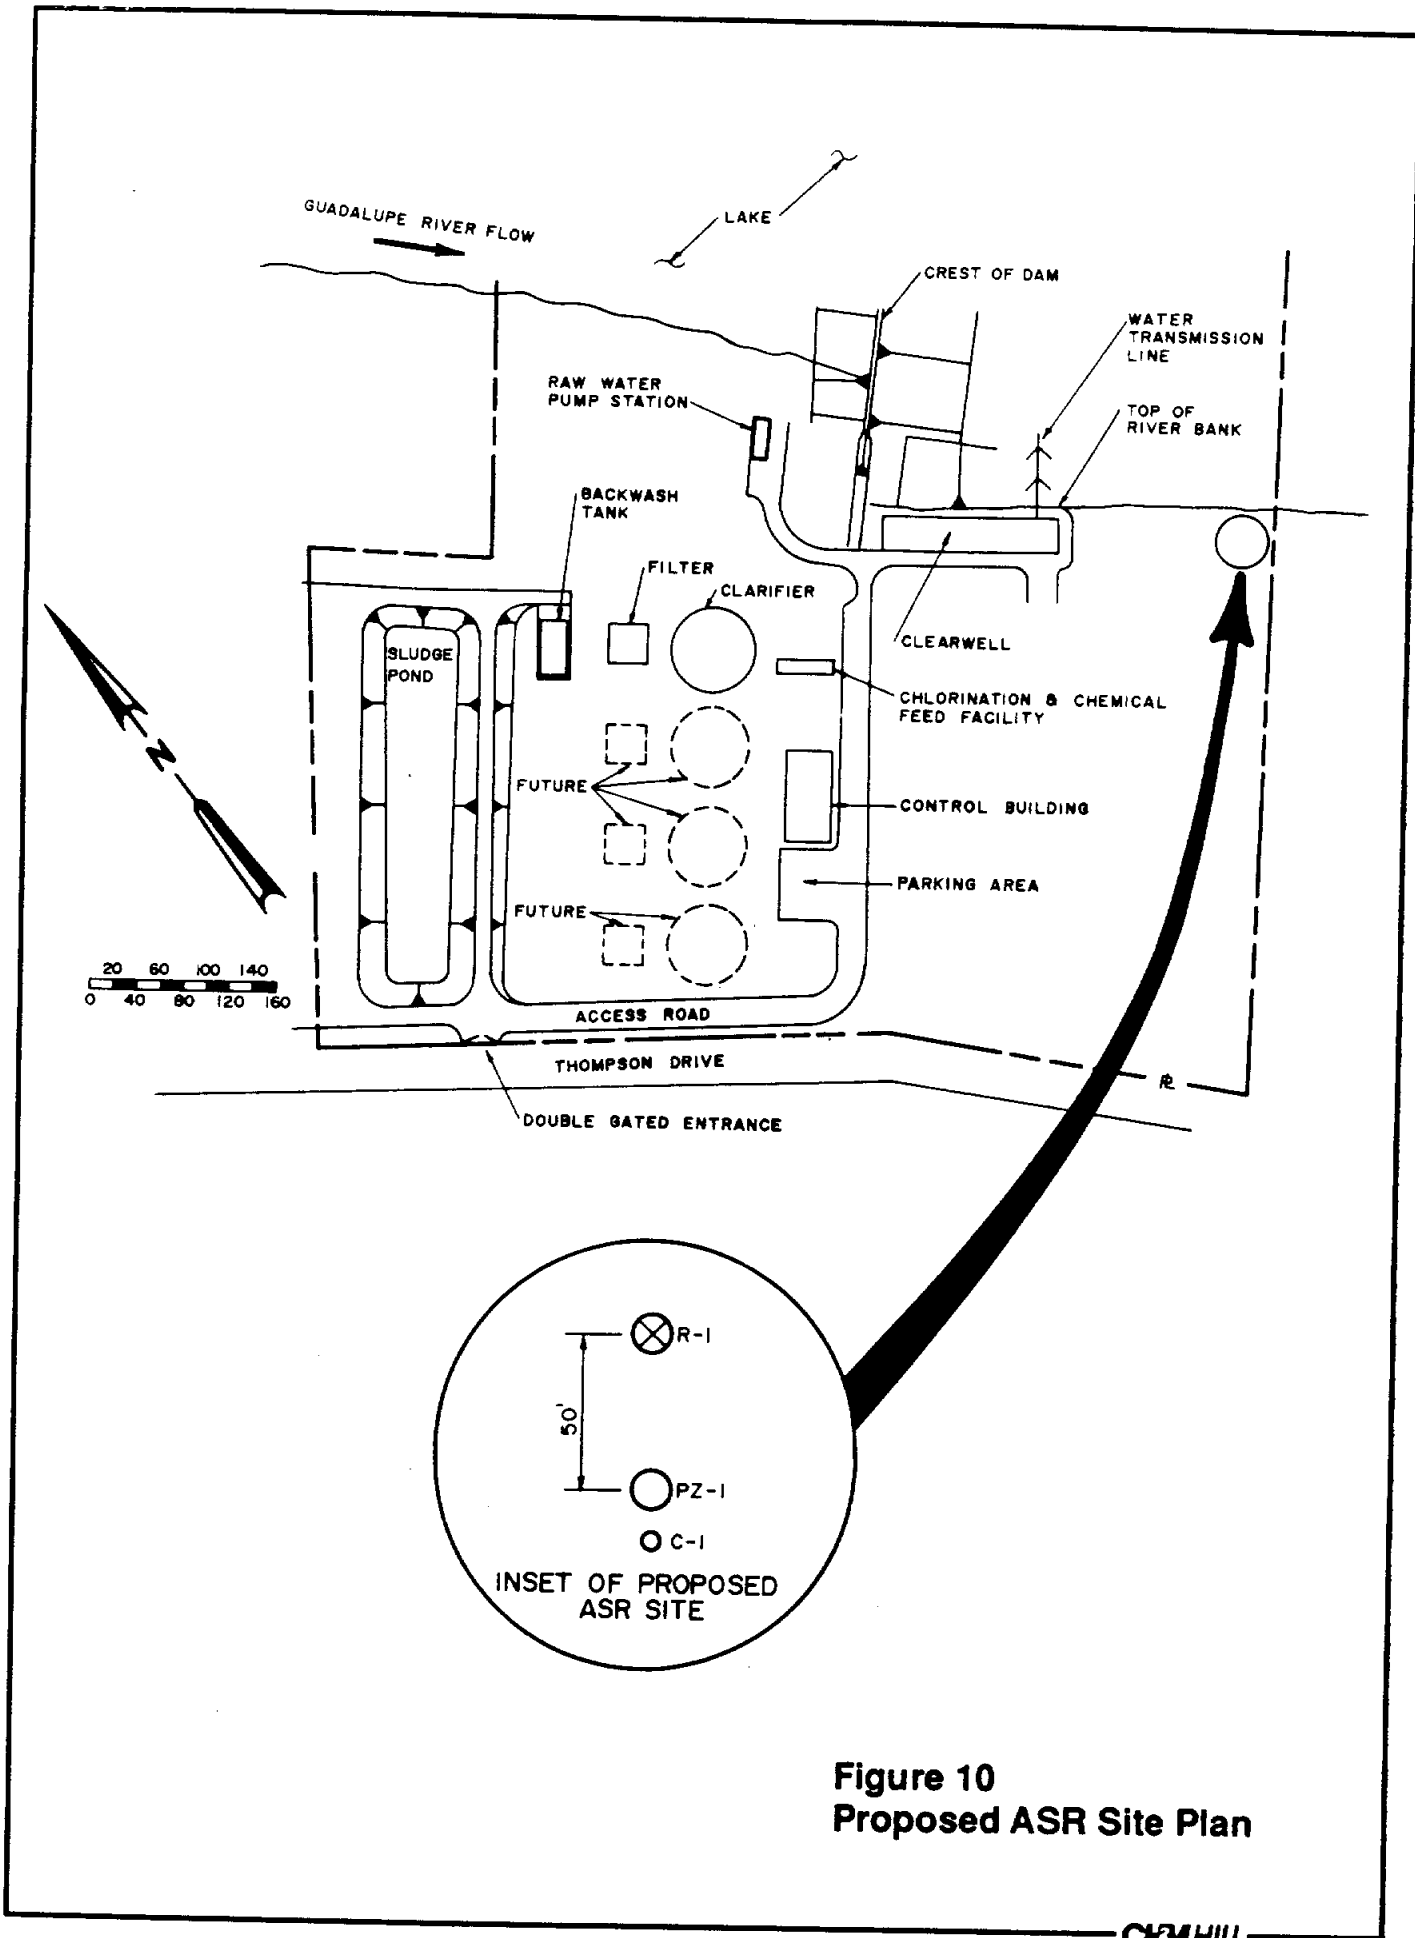 GUADALUPE RIVER FLOW
LAKE
CREST OF DAM
WATER
TRANSMISSION
LINE
RAW WATER
PUMP STATION
TOP OF
RIVER BANK
BACKWASH
TANK
FILTER
CLARIFIER
CLEARWELL
SLUDGE
POND
CHLORINATION & CHEMICAL
FEED FACILITY
N
FUTURE
CONTROL BUILDING
PARKING AREA
FUTURE
20 60 100 140
0 40 80 120 160
ACCESS ROAD
THOMPSON DRIVE
PL
DOUBLE GATED ENTRANCE
R-1
50'
PZ-1
C-1
INSET OF PROPOSED
ASR SITE
Figure 10
Proposed ASR Site Plan
CH2M HILL